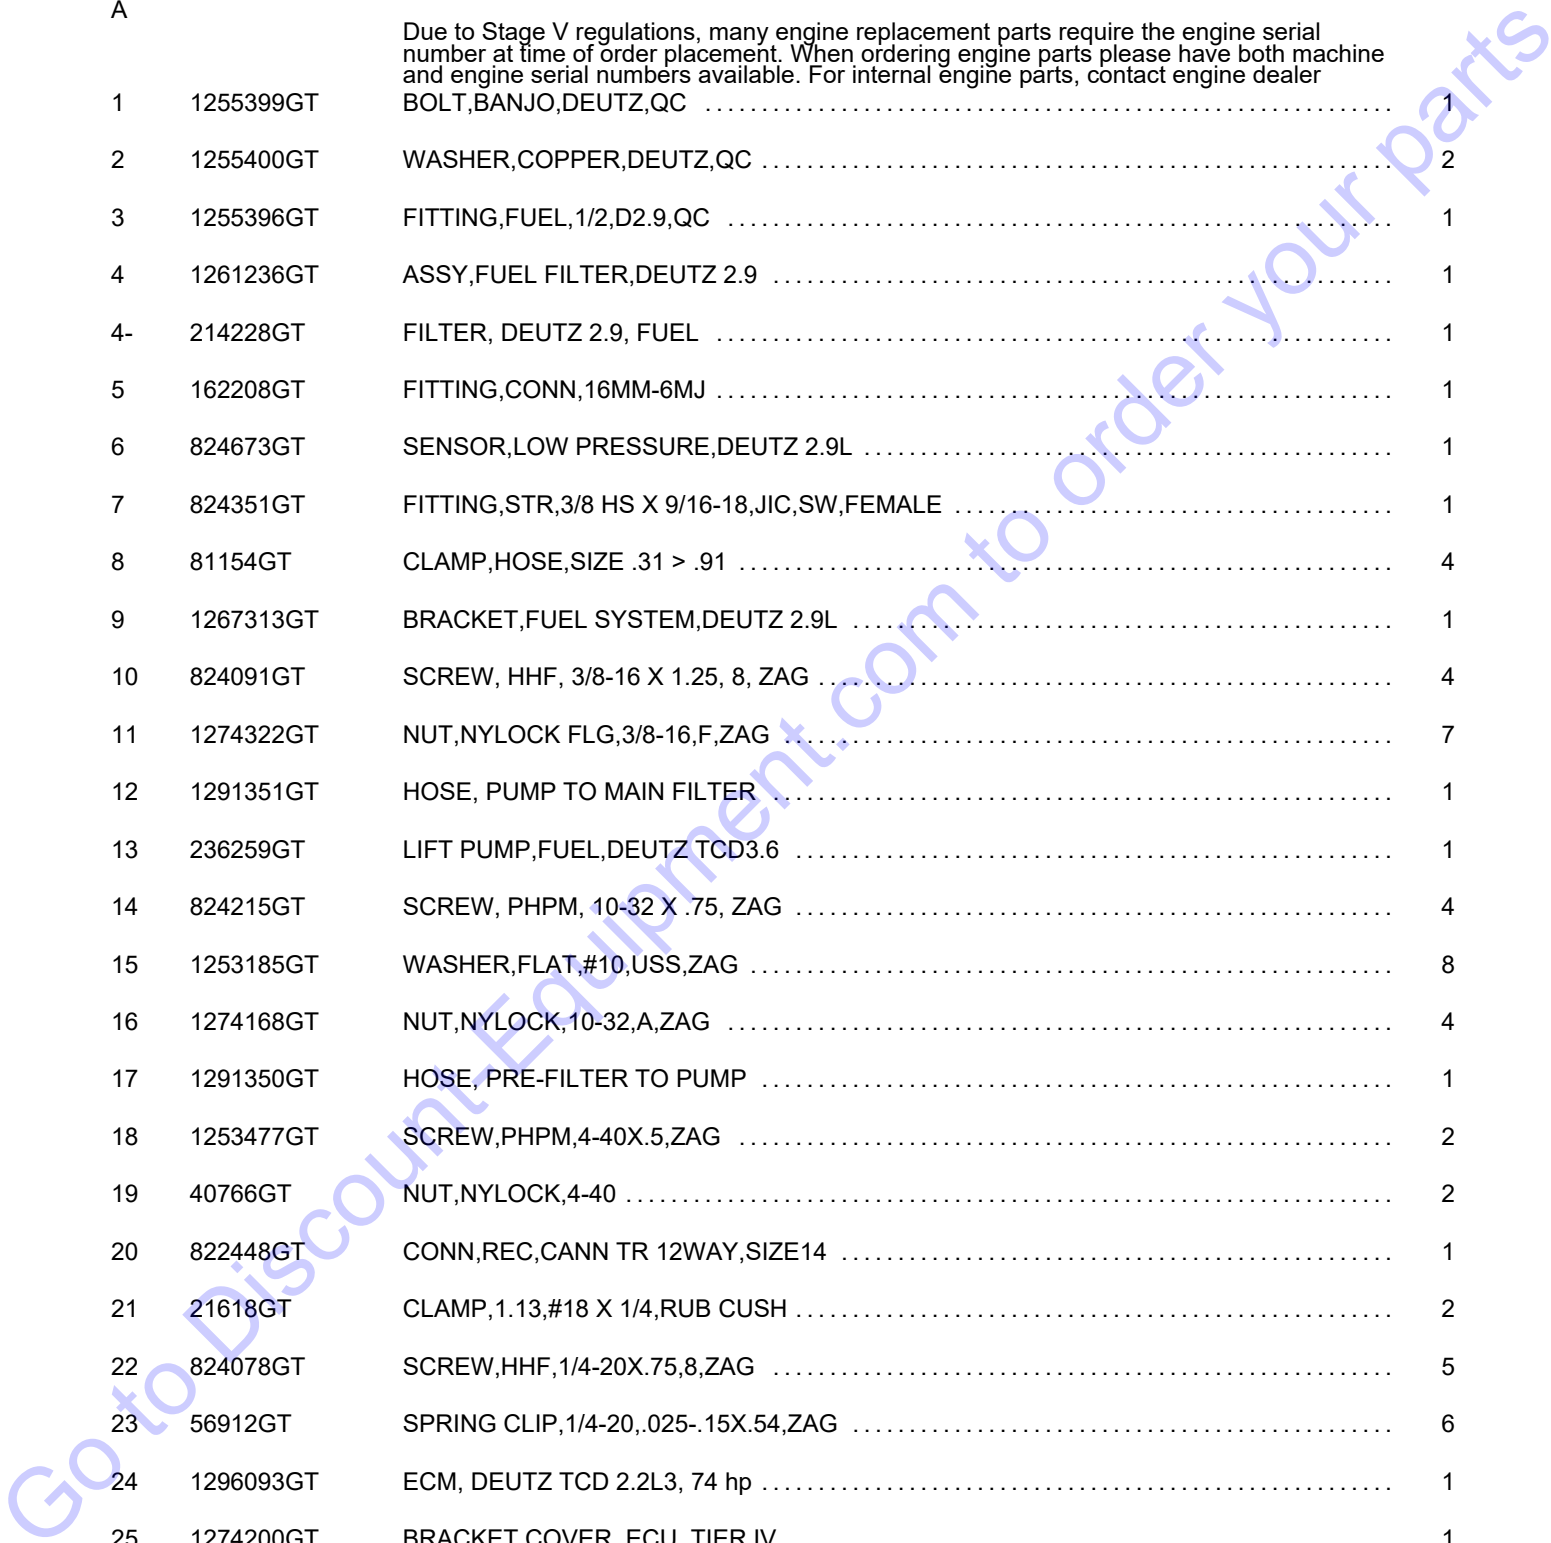 A
Due to Stage V regulations, many engine replacement parts require the engine serial
number at time of order placement. When ordering engine parts please have both machine
and engine serial numbers available. For internal engine parts, contact engine dealer
1 1255399GT BOLT,BANJO,DEUTZ,QC 1
2 1255400GT WASHER,COPPER,DEUTZ,QC 2
3 1255396GT FITTING,FUEL,1/2,D2.9,QC 1
4 1261236GT ASSY,FUEL FILTER,DEUTZ 2.9 1
4- 214228GT FILTER, DEUTZ 2.9, FUEL 1
5 162208GT FITTING,CONN,16MM-6MJ 1
6 824673GT SENSOR,LOW PRESSURE,DEUTZ 2.9L 1
7 824351GT FITTING,STR,3/8 HS X 9/16-18,JIC,SW,FEMALE 1
8 81154GT CLAMP,HOSE,SIZE .31 > .91 4
9 1267313GT BRACKET,FUEL SYSTEM,DEUTZ 2.9L 1
10 824091GT SCREW, HHF, 3/8-16 X 1.25, 8, ZAG 4
11 1274322GT NUT,NYLOCK FLG,3/8-16,F,ZAG 7
12 1291351GT HOSE, PUMP TO MAIN FILTER 1
13 236259GT LIFT PUMP,FUEL,DEUTZ TCD3.6 1
14 824215GT SCREW, PHPM, 10-32 X .75, ZAG 4
15 1253185GT WASHER,FLAT,#10,USS,ZAG 8
16 1274168GT NUT,NYLOCK,10-32,A,ZAG 4
17 1291350GT HOSE, PRE-FILTER TO PUMP 1
18 1253477GT SCREW,PHPM,4-40X.5,ZAG 2
19 40766GT NUT,NYLOCK,4-40 2
20 822448GT CONN,REC,CANN TR 12WAY,SIZE14 1
21 21618GT CLAMP,1.13,#18 X 1/4,RUB CUSH 2
22 824078GT SCREW,HHF,1/4-20X.75,8,ZAG 5
23 56912GT SPRING CLIP,1/4-20,.025-.15X.54,ZAG 6
24 1296093GT ECM, DEUTZ TCD 2.2L3, 74 hp 1
25 1274200GT BRACKET COVER, ECU, TIER IV 1
Go to Discount-Equipment.com to order your parts